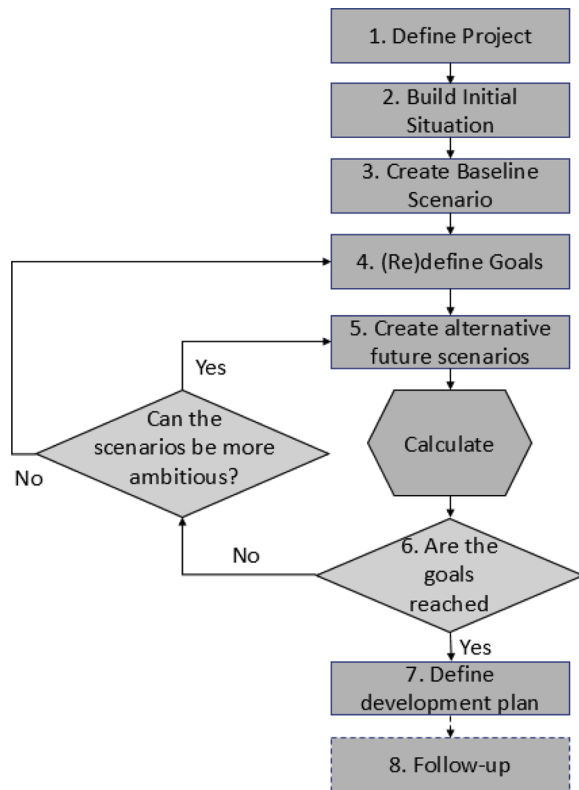 1. Define Project
2. Build Initial
Situation
3. Create Baseline
Scenario
4. (Re)define Goals
5. Create alternative
future scenarios
Yes
Can the
scenarios be more
ambitious?
No
Calculate
No
6. Are the
goals
reached
Yes
7. Define
development plan
8. Follow-up